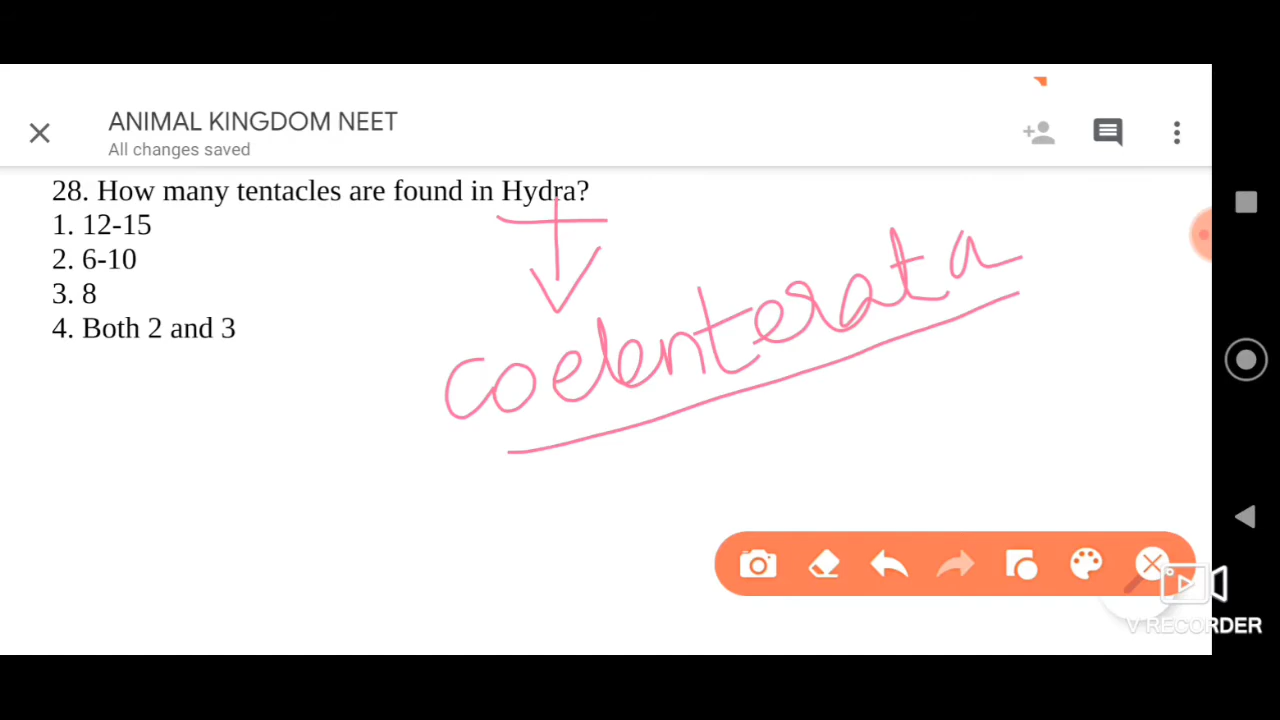 ANIMAL KINGDOM NEET
All changes saved
28. How many tentacles are found in Hydra?
1. 12-15
2. 6-10
3. 8
4. Both 2 and 3
coelenterata
V RECORDER